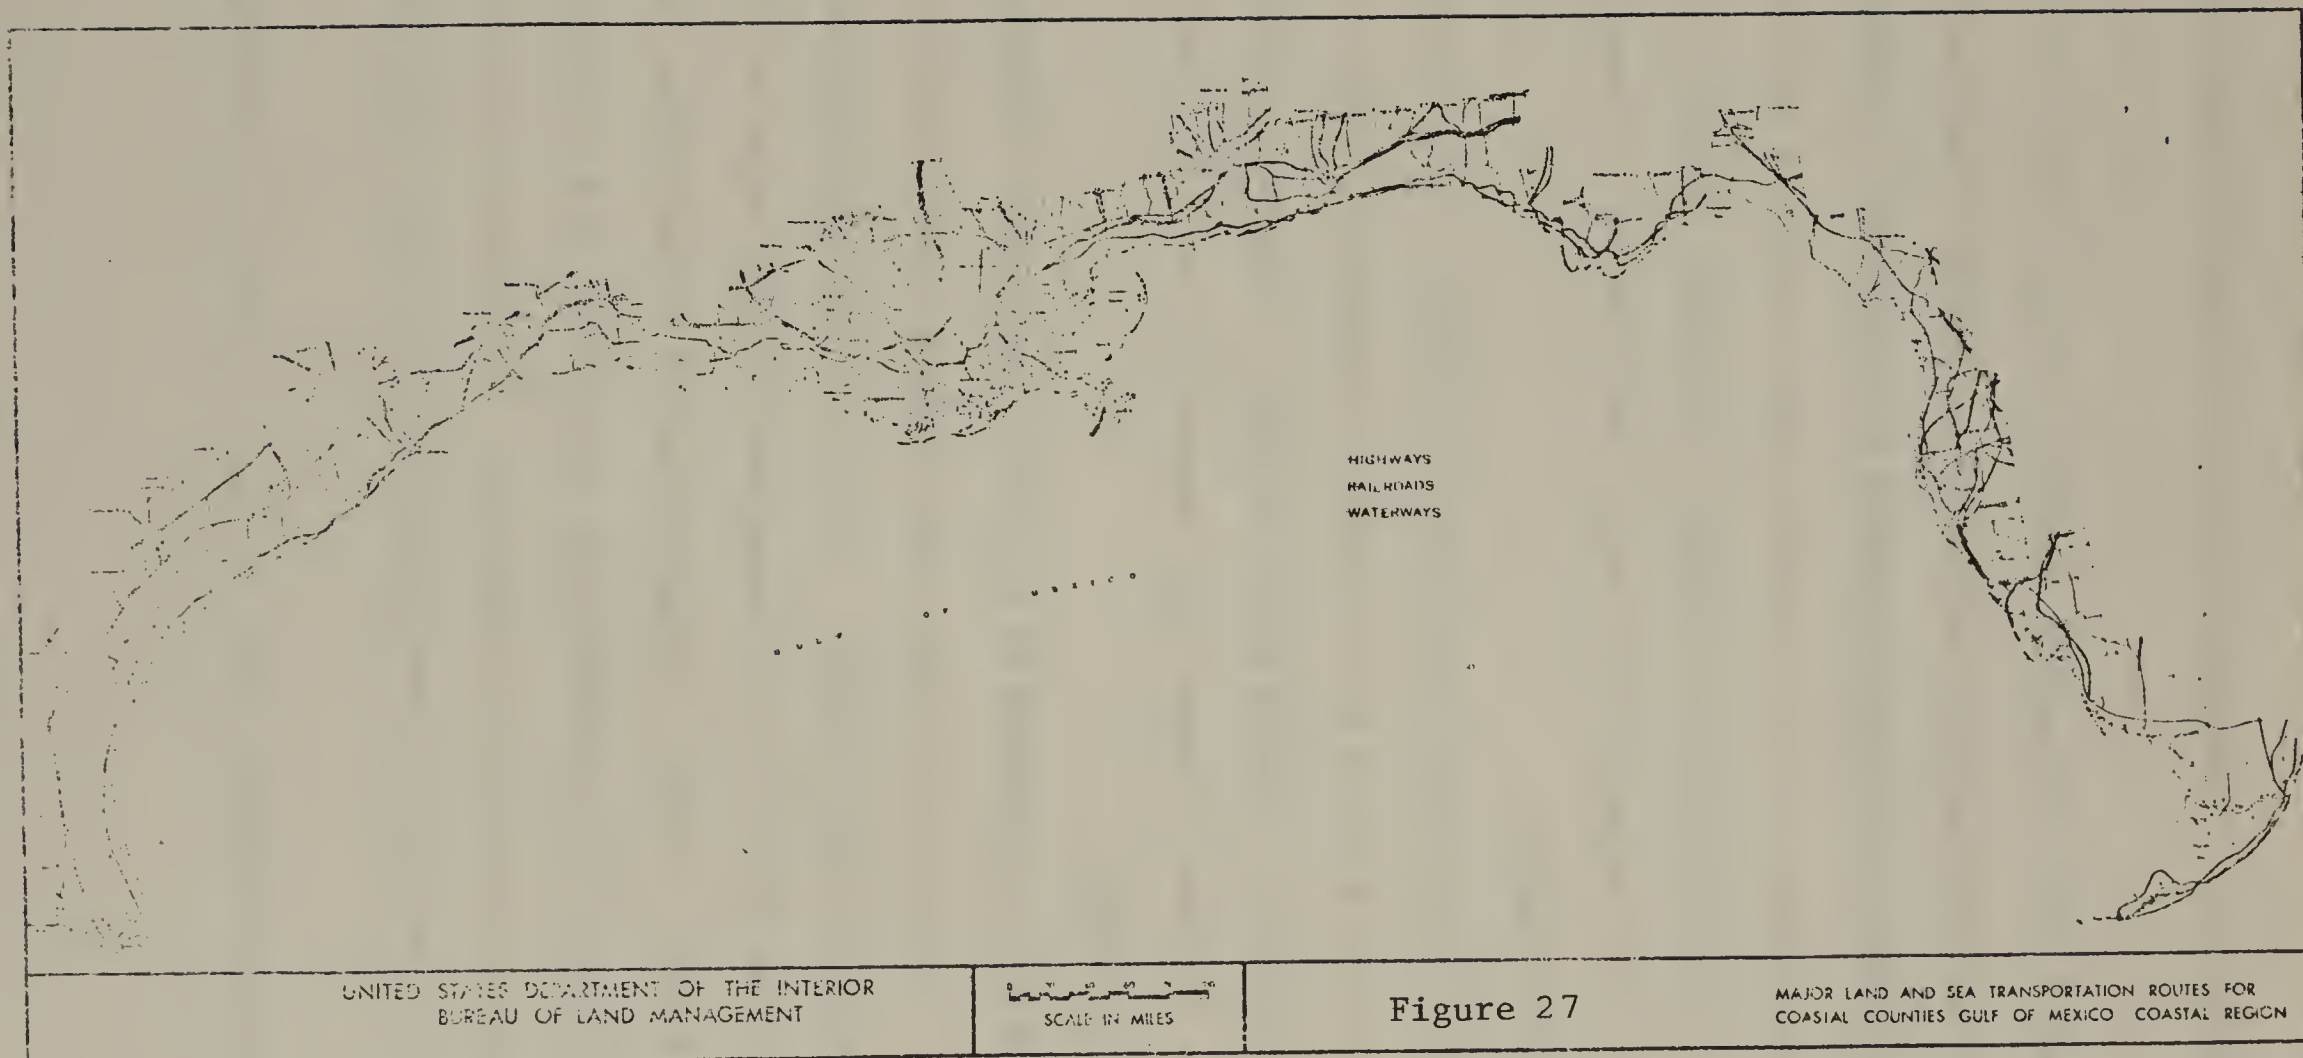 HIGHWAYS
RAILROADS
WATERWAYS
GULF OF MEXICO
UNITED STATES DEPARTMENT OF THE INTERIOR
BUREAU OF LAND MANAGEMENT
0
SCALE IN MILES
Figure 27
MAJOR LAND AND SEA TRANSPORTATION ROUTES FOR
COASTAL COUNTIES GULF OF MEXICO COASTAL REGION